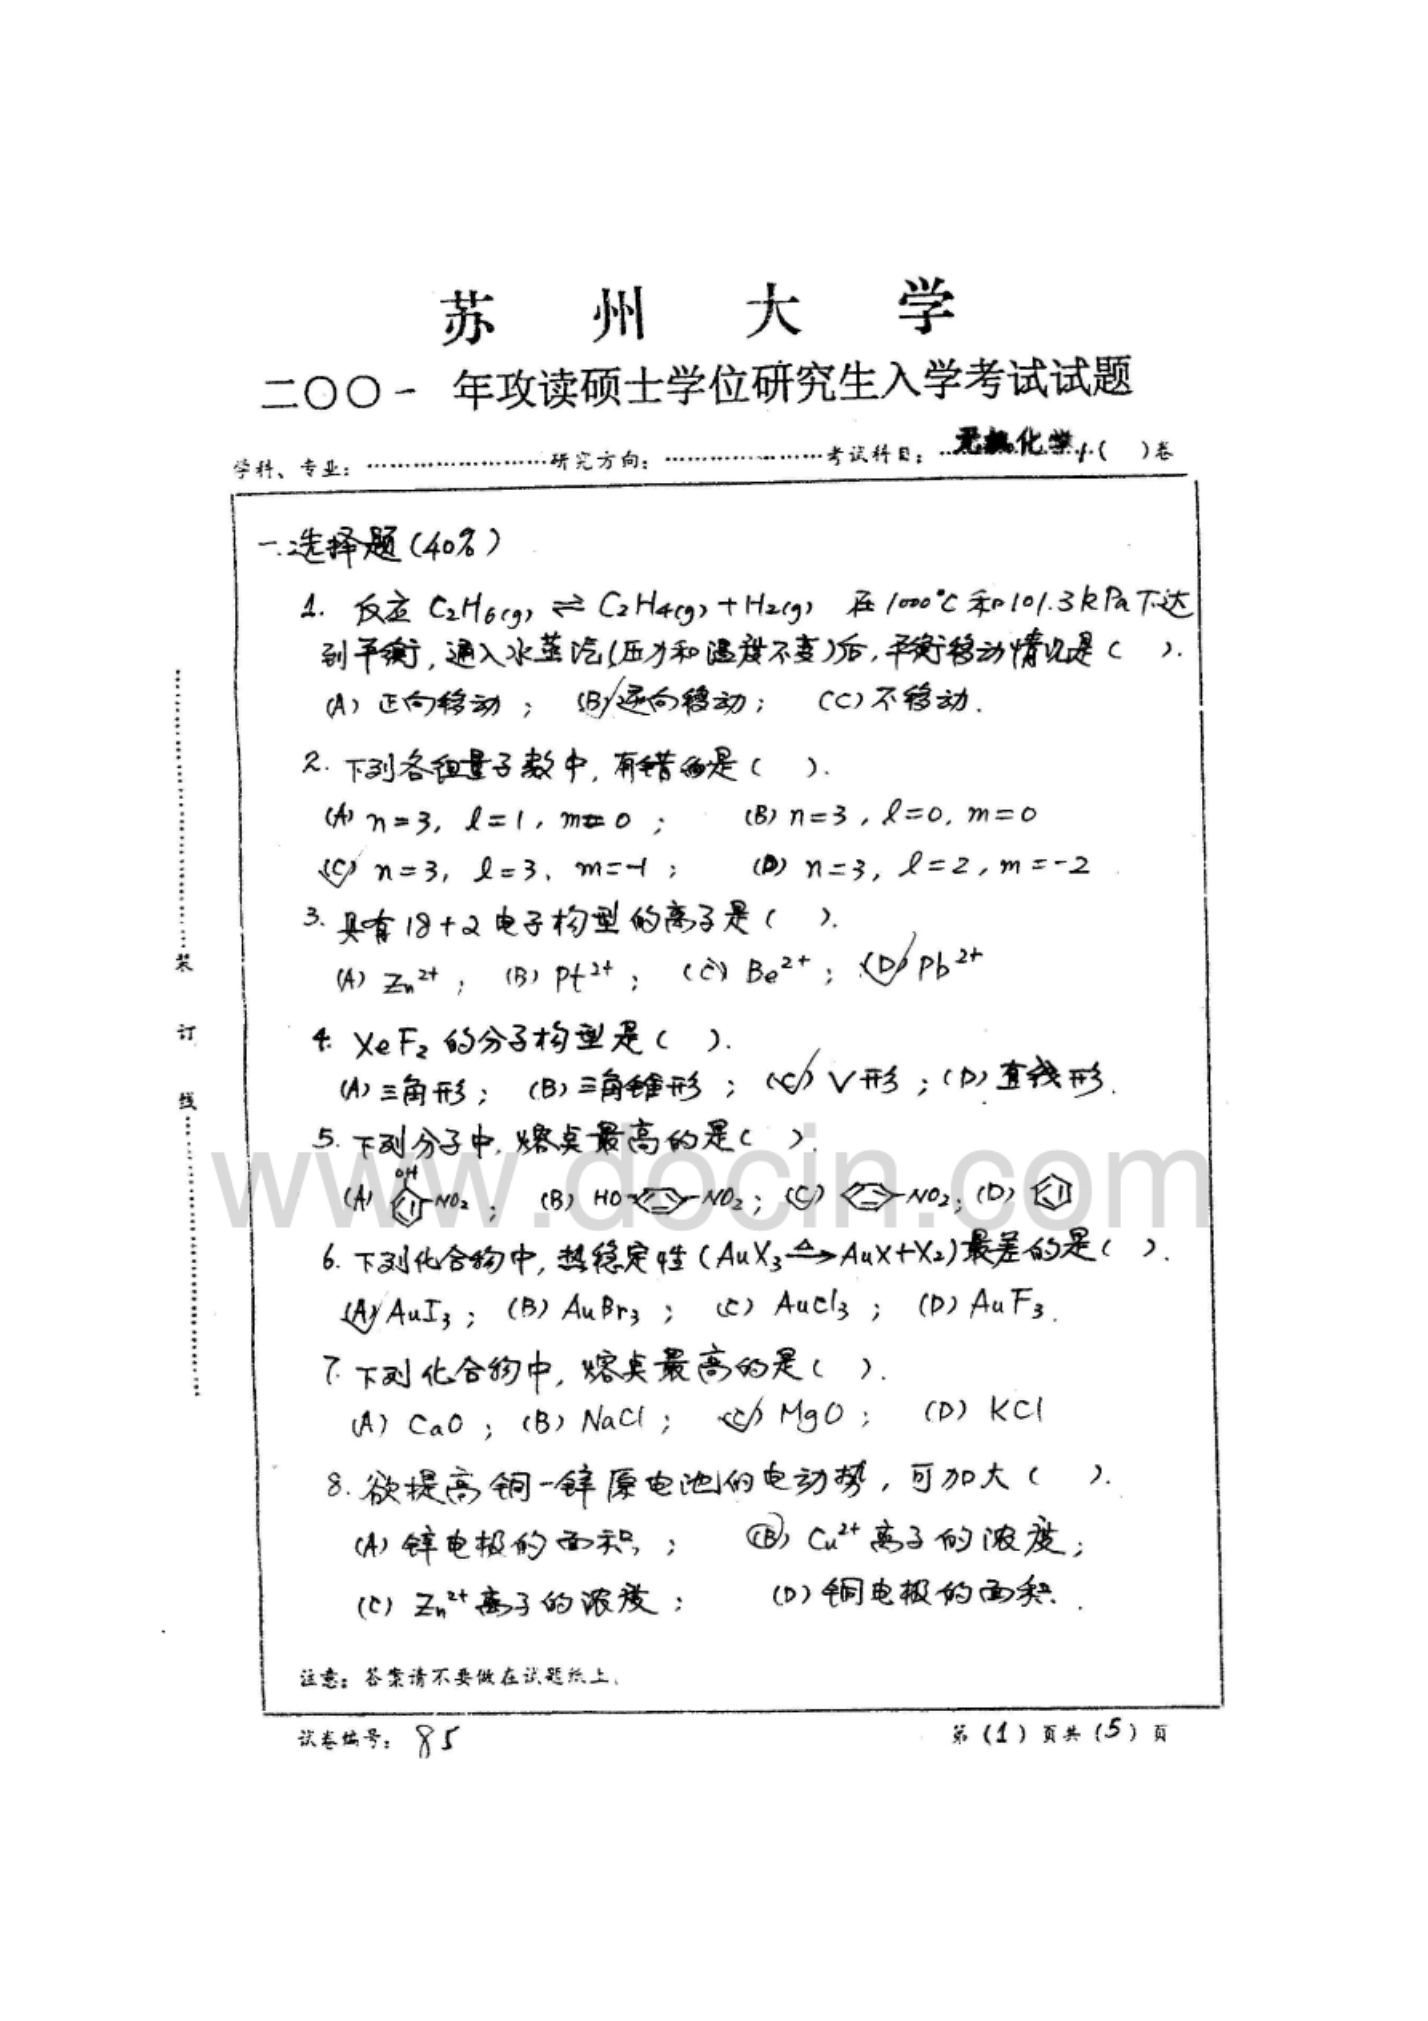 苏 州 大 学
二〇〇一 年攻读硕士学位研究生入学考试试题
学科、专业： 研究方向： 考试科目： 无机化学 ( )卷
一.选择题(40%)
1. 反应 C2H6(g) ⇌ C2H4(g)+H2(g) 在1000°C和101.3kPa下达
到平衡, 通入水蒸汽(压力和温度不变)后, 平衡移动情况是( ).
(A) 正向移动； (B) 逆向移动； (C) 不移动.
2. 下列各组量子数中, 有错的是( ).
(A) n=3, l=1, m=0； (B) n=3, l=0, m=0
(C) n=3, l=3, m=-1； (D) n=3, l=2, m=-2
3. 具有18+2电子构型的离子是( ).
(A) Zn2+； (B) Pt2+； (C) Be2+； (D) Pb2+
4. XeF2 的分子构型是( ).
(A) 三角形； (B) 三角锥形； (C) V形； (D) 直线形.
5. 下列分子中, 熔点最高的是( ).
(A) OH NO2； (B) HO NO2； (C) NO2； (D)
6. 下列化合物中, 热稳定性(AuX3 △→ AuX+X2)最差的是( ).
(A) AuI3； (B) AuBr3； (C) AuCl3； (D) AuF3.
7. 下列化合物中, 熔点最高的是( ).
(A) CaO； (B) NaCl； (C) MgO； (D) KCl
8. 欲提高铜-锌原电池的电动势, 可加大( ).
(A) 锌电极的面积； (B) Cu2+离子的浓度；
(C) Zn2+离子的浓度； (D) 铜电极的面积.
注意：答案请不要做在试题纸上.
试卷编号：85 第(1)页共(5)页
装
订
线
www.docin.com